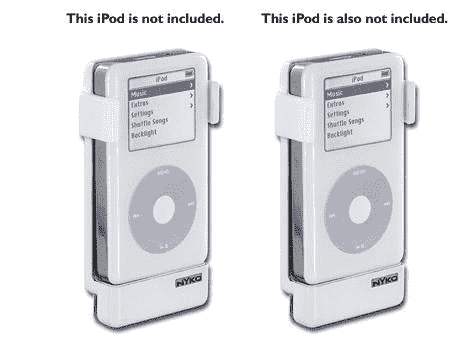 This iPod is not included.
This iPod is also not included.
iPod
Music
Extras
Settings
Shuffle Songs
Backlight
MENU
NYKO
iPod
Music
Extras
Settings
Shuffle Songs
Backlight
MENU
NYKO